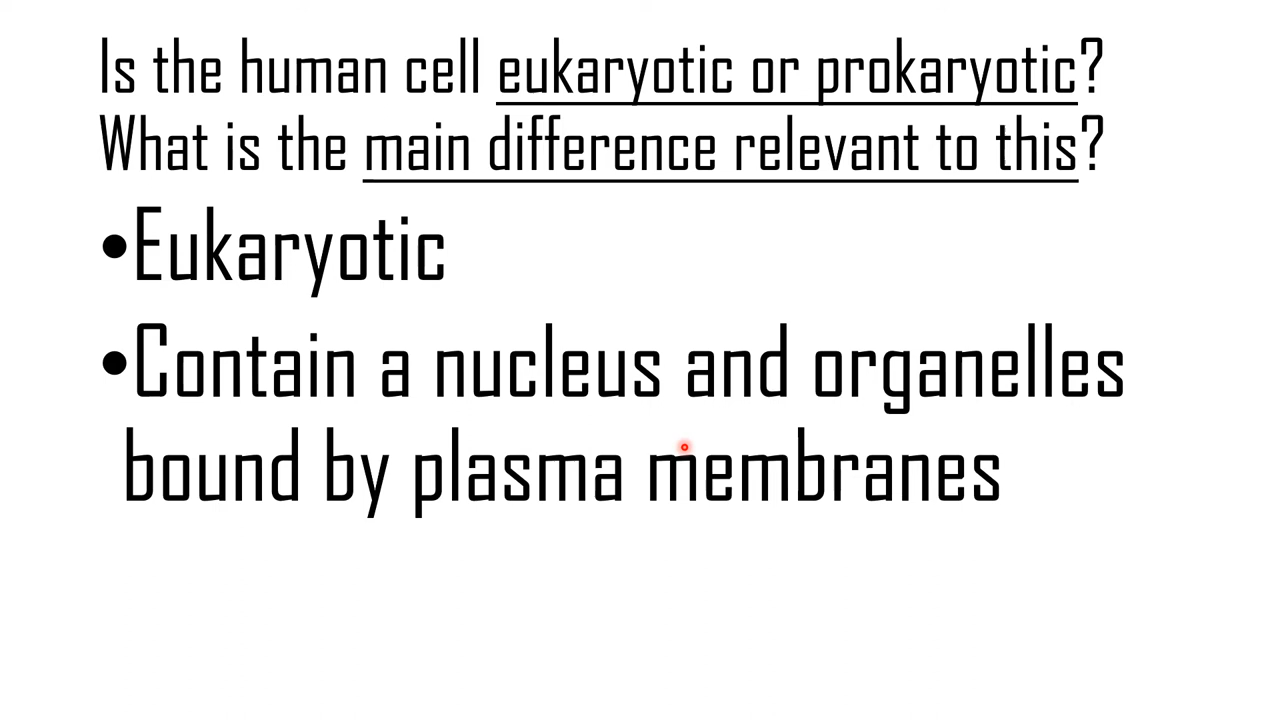 Is the human cell eukaryotic or prokaryotic?
What is the main difference relevant to this?
•Eukaryotic
•Contain a nucleus and organelles
bound by plasma membranes